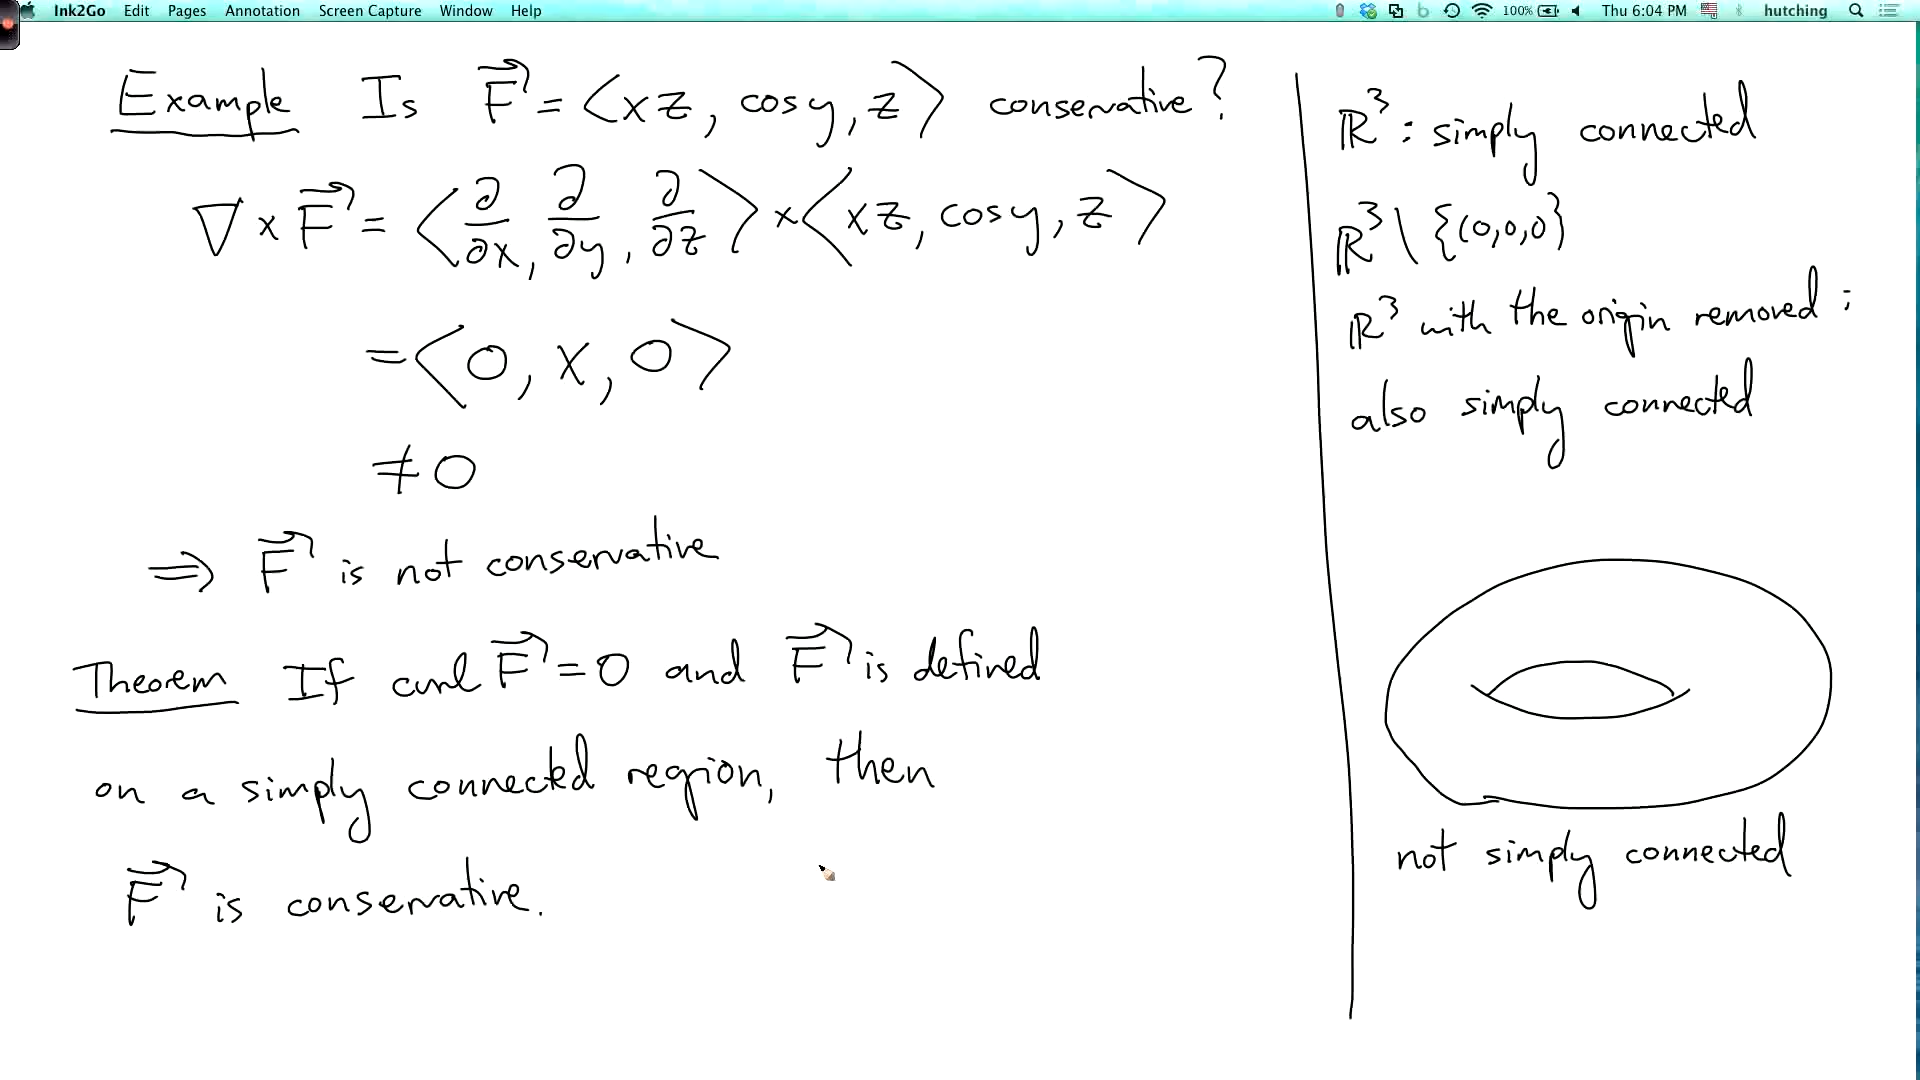 Ink2Go Edit Pages Annotation Screen Capture Window Help 100% Thu 6:04 PM hutching
Example Is F⃗ = ⟨xz, cosy, z⟩ conservative?
∇ × F⃗ = ⟨∂/∂x, ∂/∂y, ∂/∂z⟩ × ⟨xz, cosy, z⟩
= ⟨0, x, 0⟩
≠ 0
⇒ F⃗ is not conservative
Theorem If curl F⃗ = 0 and F⃗ is defined
on a simply connected region, then
F⃗ is conservative.
ℝ³ : simply connected
ℝ³ \ {(0,0,0}
ℝ³ with the origin removed :
also simply connected
not simply connected